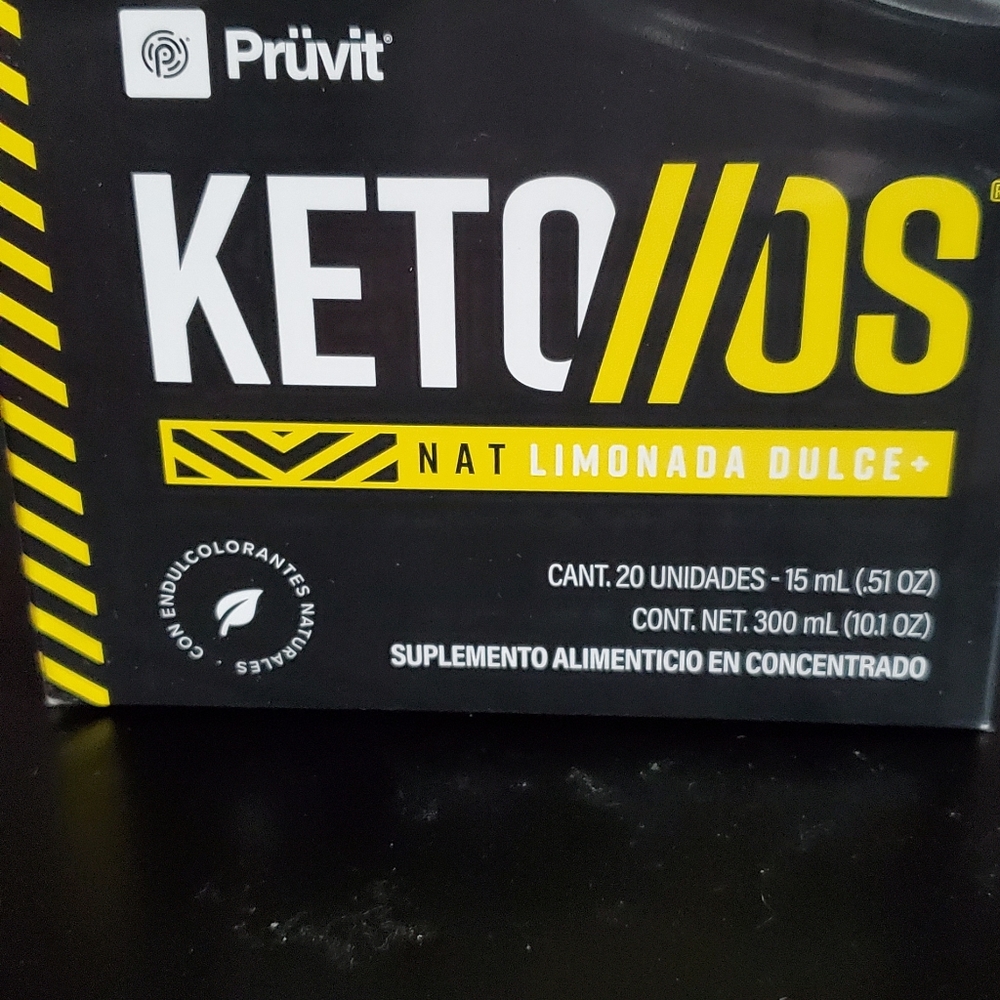 Prüvit®
KETO//OS®
NAT LIMONADA DULCE+
CON ENDULCOLORANTES NATURALES ·
CANT. 20 UNIDADES - 15 mL (.51 OZ)
CONT. NET. 300 mL (10.1 OZ)
SUPLEMENTO ALIMENTICIO EN CONCENTRADO